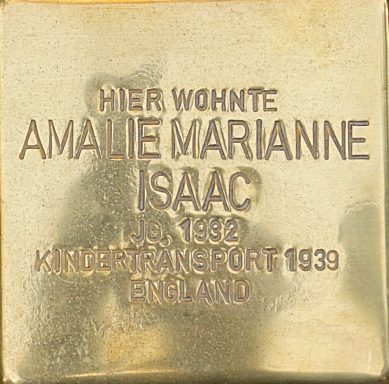 HIER WOHNTE
AMALIE MARIANNE
ISAAC
JG. 1932
KINDERTRANSPORT 1939
ENGLAND